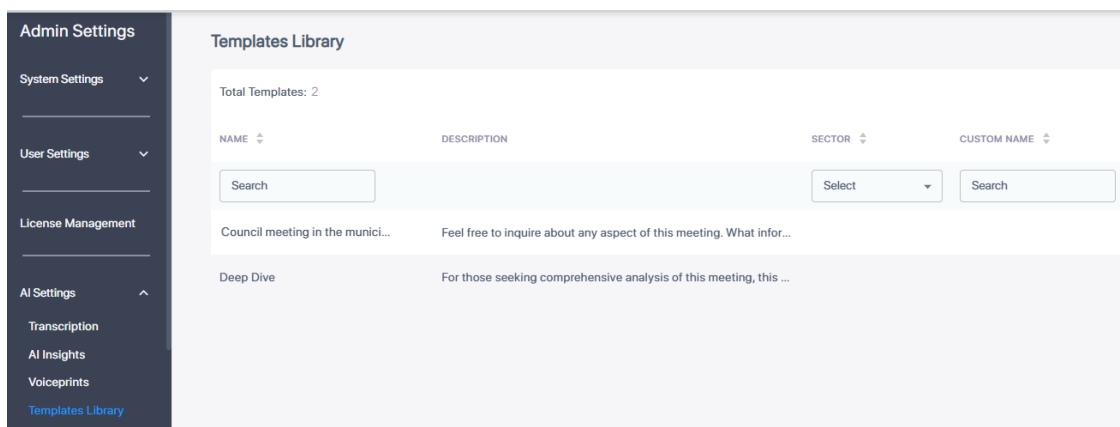 Admin Settings
System Settings
User Settings
License Management
AI Settings
Transcription
AI Insights
Voiceprints
Templates Library
Templates Library
Total Templates: 2
NAME DESCRIPTION SECTOR CUSTOM NAME
Search Select Search
Council meeting in the munici... Feel free to inquire about any aspect of this meeting. What infor...
Deep Dive For those seeking comprehensive analysis of this meeting, this ...